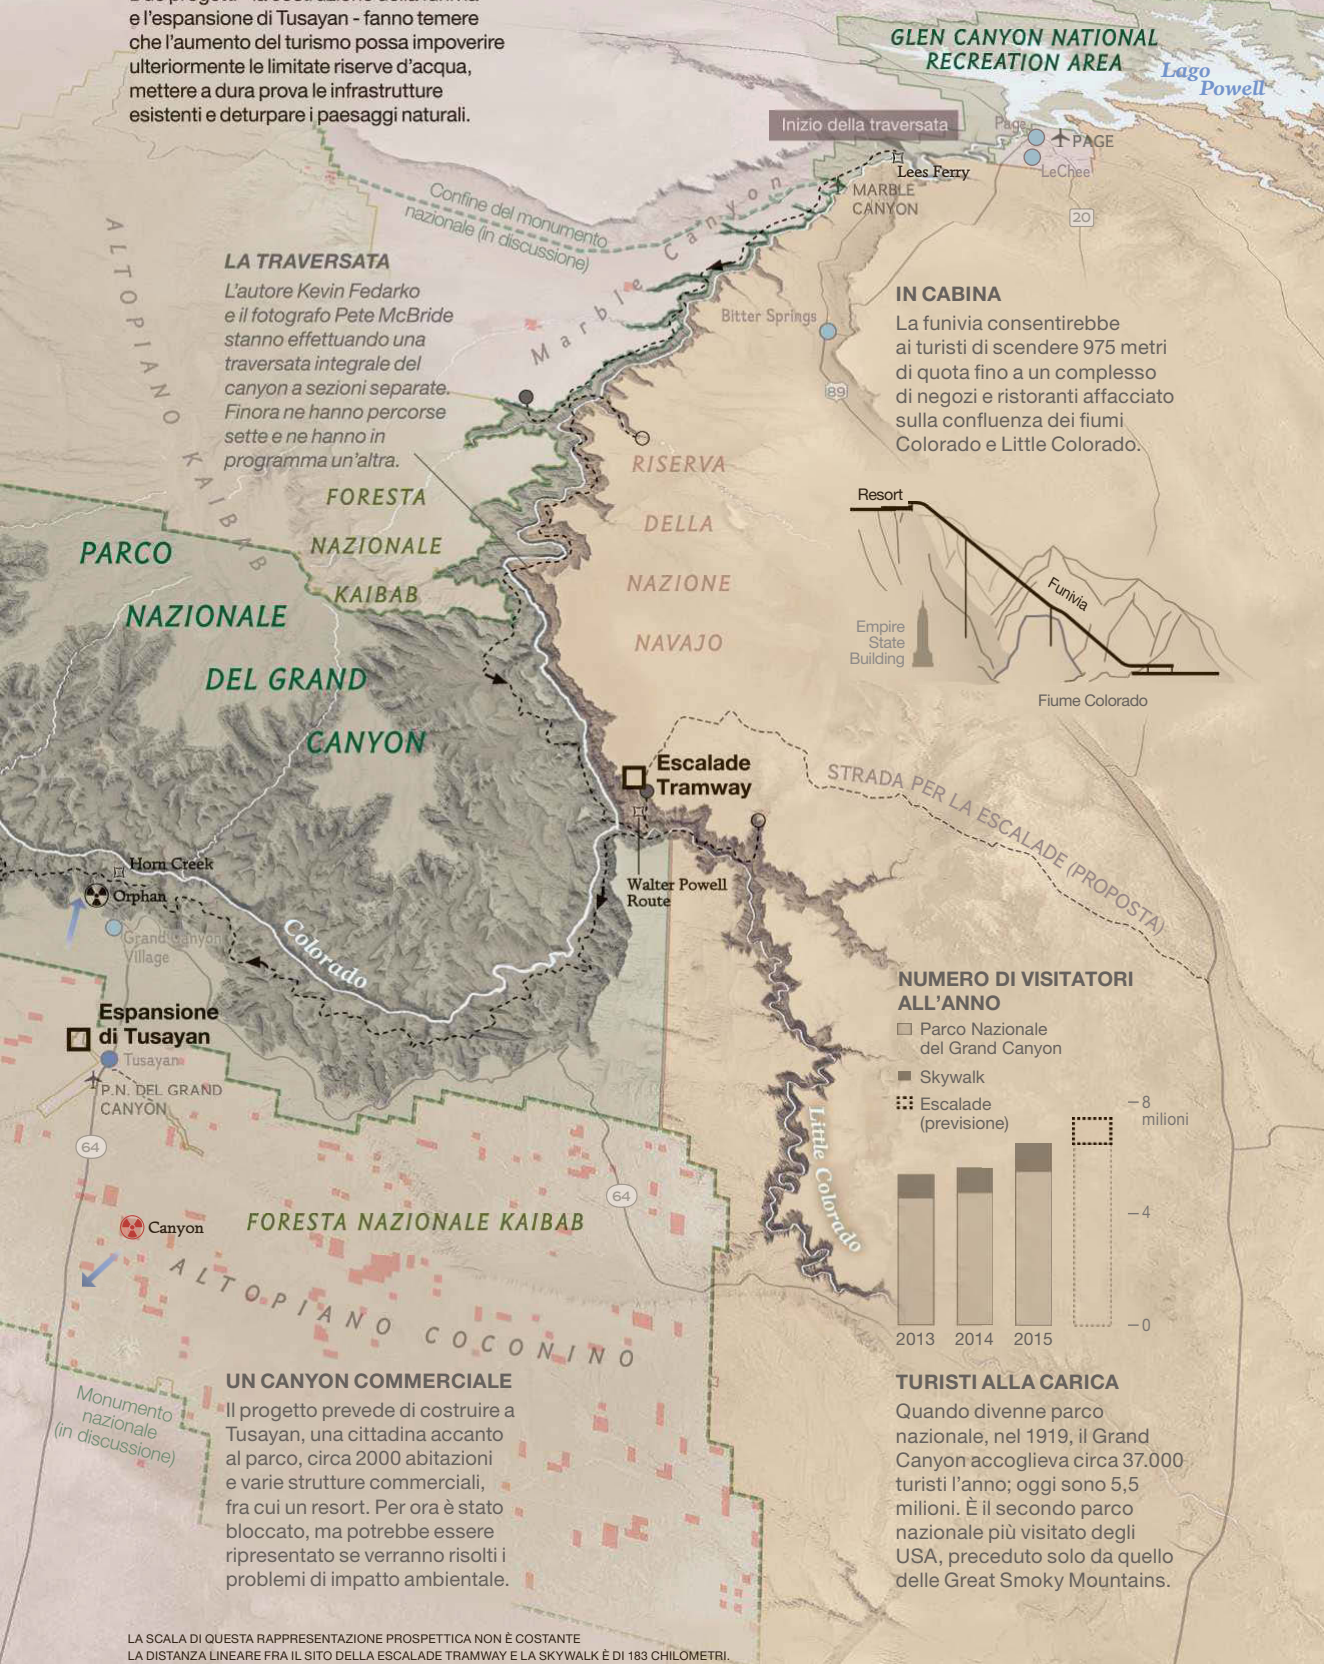 e l'espansione di Tusayan - fanno temere
che l'aumento del turismo possa impoverire
ulteriormente le limitate riserve d'acqua,
mettere a dura prova le infrastrutture
esistenti e deturpare i paesaggi naturali.
GLEN CANYON NATIONAL
RECREATION AREA
Lago
Powell
Inizio della traversata
Page
PAGE
LeChee
Lees Ferry
MARBLE
CANYON
20
Confine del monumento
nazionale (in discussione)
Marble Canyon
ALTOPIANO KAIBAB
LA TRAVERSATA
L'autore Kevin Fedarko
e il fotografo Pete McBride
stanno effettuando una
traversata integrale del
canyon a sezioni separate.
Finora ne hanno percorse
sette e ne hanno in
programma un'altra.
Bitter Springs
89
IN CABINA
La funivia consentirebbe
ai turisti di scendere 975 metri
di quota fino a un complesso
di negozi e ristoranti affacciato
sulla confluenza dei fiumi
Colorado e Little Colorado.
Resort
Funivia
Empire
State
Building
Fiume Colorado
FORESTA
NAZIONALE
KAIBAB
RISERVA
DELLA
NAZIONE
NAVAJO
PARCO
NAZIONALE
DEL GRAND
CANYON
Escalade
Tramway
STRADA PER LA ESCALADE (PROPOSTA)
Walter Powell
Route
Horn Creek
Orphan
Grand Canyon
Village
Colorado
Espansione
di Tusayan
Tusayan
P.N. DEL GRAND
CANYON
64
64
Canyon
FORESTA NAZIONALE KAIBAB
ALTOPIANO COCONINO
Little Colorado
NUMERO DI VISITATORI
ALL'ANNO
Parco Nazionale
del Grand Canyon
Skywalk
Escalade
(previsione)
8
milioni
4
0
2013 2014 2015
Monumento
nazionale
(in discussione)
UN CANYON COMMERCIALE
Il progetto prevede di costruire a
Tusayan, una cittadina accanto
al parco, circa 2000 abitazioni
e varie strutture commerciali,
fra cui un resort. Per ora è stato
bloccato, ma potrebbe essere
ripresentato se verranno risolti i
problemi di impatto ambientale.
TURISTI ALLA CARICA
Quando divenne parco
nazionale, nel 1919, il Grand
Canyon accoglieva circa 37.000
turisti l'anno; oggi sono 5,5
milioni. È il secondo parco
nazionale più visitato degli
USA, preceduto solo da quello
delle Great Smoky Mountains.
LA SCALA DI QUESTA RAPPRESENTAZIONE PROSPETTICA NON È COSTANTE
LA DISTANZA LINEARE FRA IL SITO DELLA ESCALADE TRAMWAY E LA SKYWALK È DI 183 CHILOMETRI.